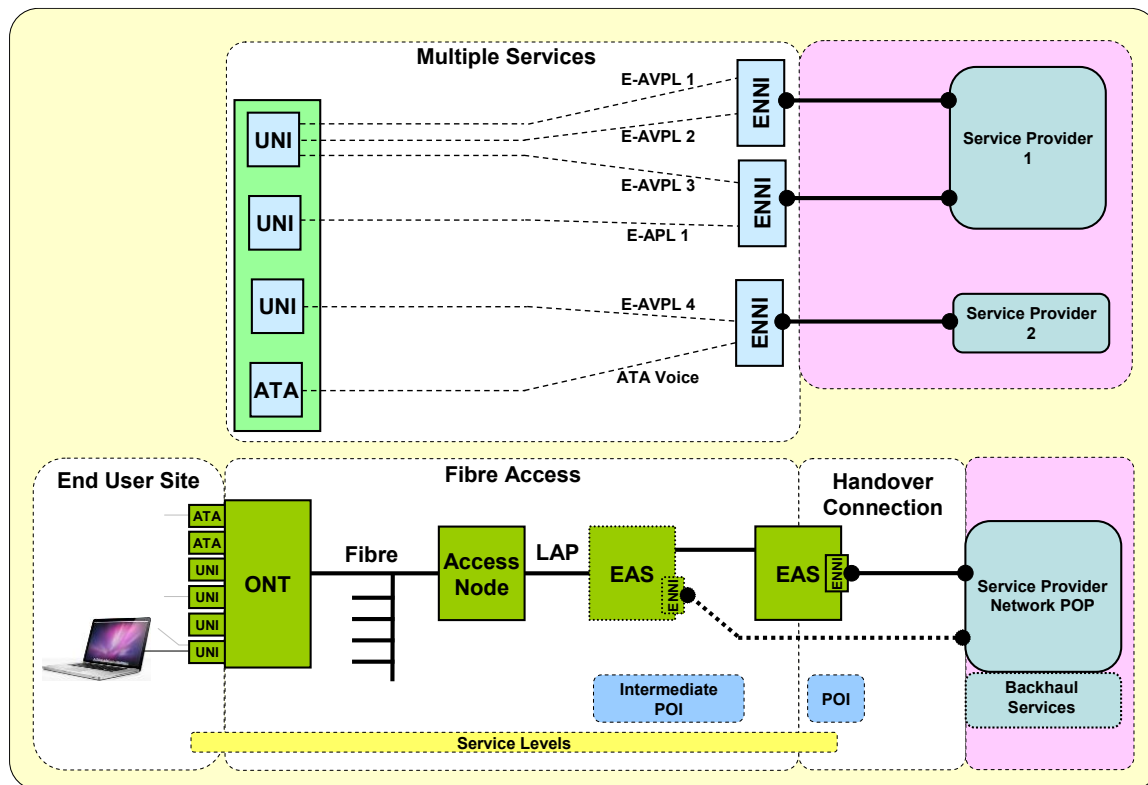 Multiple Services
E-AVPL 1
UNI
ENNI
E-AVPL 2
Service Provider
1
E-AVPL 3
ENNI
UNI
E-APL 1
UNI
E-AVPL 4
ENNI
Service Provider
2
ATA
ATA Voice
End User Site
Fibre Access
Handover
Connection
ATA
ATA
UNI
UNI
UNI
UNI
ONT
Fibre
Access
Node
LAP
EAS
ENNI
EAS
ENNI
Service Provider
Network POP
Intermediate
POI
POI
Backhaul
Services
Service Levels